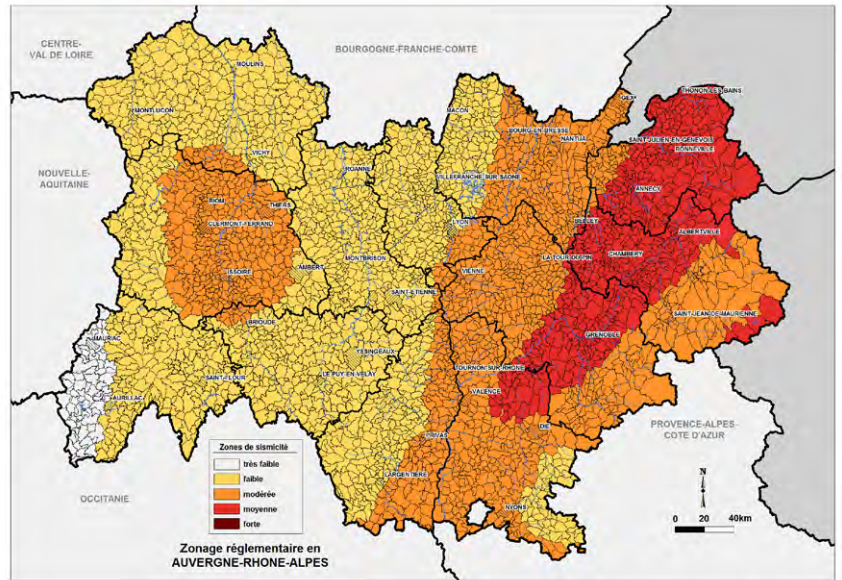 CENTRE-
VAL DE LOIRE
BOURGOGNE-FRANCHE-COMTE
MOULINS
MONTLUCON
MACON
GEX
THONON-LES-BAINS
BOURG-EN-BRESSE
NANTUA
SAINT-JULIEN-EN-GENEVOIS
BONNEVILLE
VICHY
NOUVELLE-
AQUITAINE
ROANNE
VILLEFRANCHE-SUR-SAONE
ANNECY
RIOM
THIERS
CLERMONT-FERRAND
LYON
BELLEY
ALBERTVILLE
MONTBRISON
LA-TOUR-DU-PIN
CHAMBERY
ISSOIRE
AMBERT
VIENNE
SAINT-ETIENNE
SAINT-JEAN-DE-MAURIENNE
BRIOUDE
GRENOBLE
MAURIAC
YSSINGEAUX
TOURNON-SUR-RHONE
SAINT-FLOUR
LE-PUY-EN-VELAY
VALENCE
AURILLAC
PROVENCE-ALPES-
COTE D'AZUR
DIE
PRIVAS
Zones de sismicité
très faible
faible
modérée
moyenne
forte
LARGENTIERE
OCCITANIE
NYONS
N
0 20 40km
Zonage réglementaire en
AUVERGNE-RHONE-ALPES